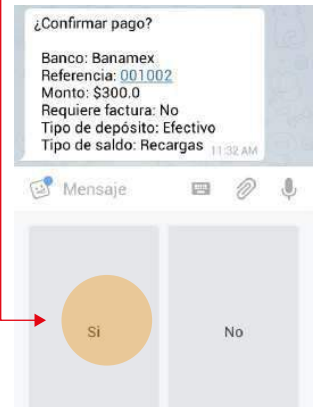 ¿Confirmar pago?
Banco: Banamex
Referencia: 001002
Monto: $300.0
Requiere factura: No
Tipo de depósito: Efectivo
Tipo de saldo: Recargas 11:32 AM
Mensaje
Si
No